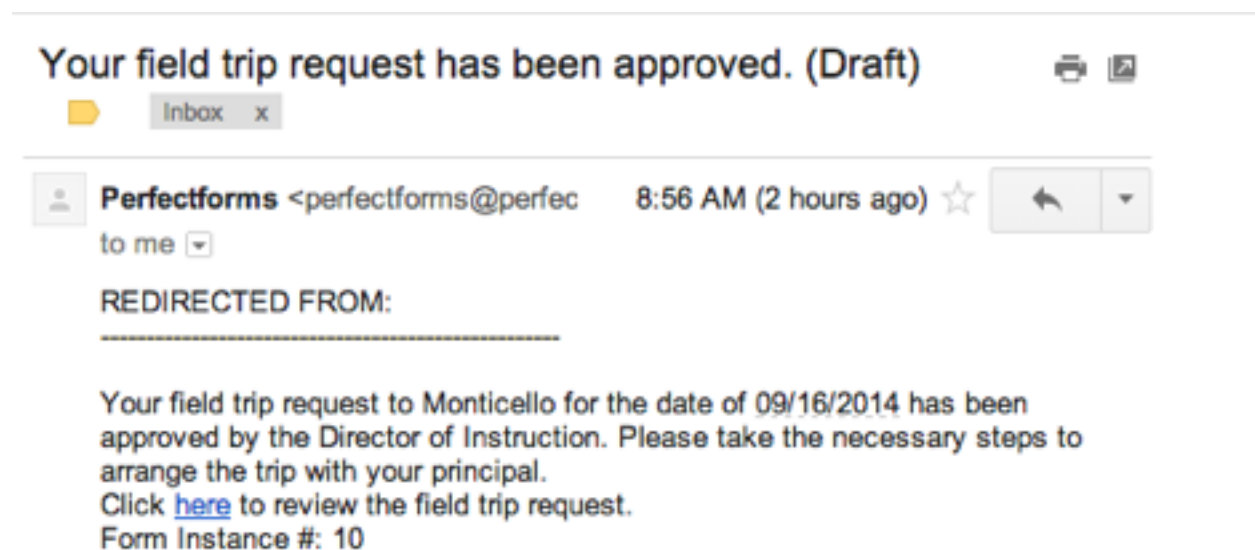 Your field trip request has been approved. (Draft)
Inbox x
Perfectforms <perfectforms@perfec 8:56 AM (2 hours ago)
to me
REDIRECTED FROM:
--------------------------------------------------
Your field trip request to Monticello for the date of 09/16/2014 has been
approved by the Director of Instruction. Please take the necessary steps to
arrange the trip with your principal.
Click here to review the field trip request.
Form Instance #: 10